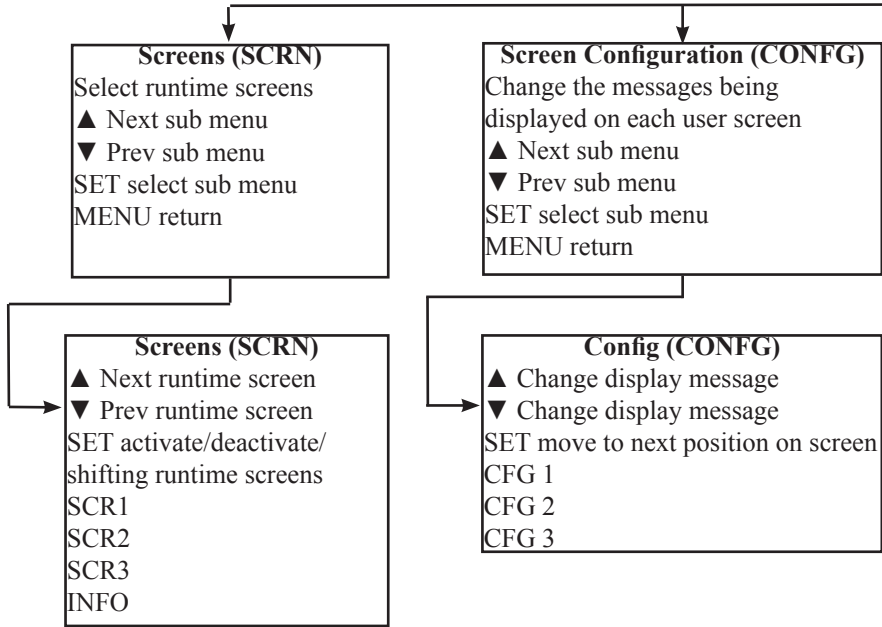 Screens (SCRN)
Select runtime screens
▲ Next sub menu
▼ Prev sub menu
SET select sub menu
MENU return
Screen Configuration (CONFG)
Change the messages being
displayed on each user screen
▲ Next sub menu
▼ Prev sub menu
SET select sub menu
MENU return
Screens (SCRN)
▲ Next runtime screen
▼ Prev runtime screen
SET activate/deactivate/
shifting runtime screens
SCR1
SCR2
SCR3
INFO
Config (CONFG)
▲ Change display message
▼ Change display message
SET move to next position on screen
CFG 1
CFG 2
CFG 3